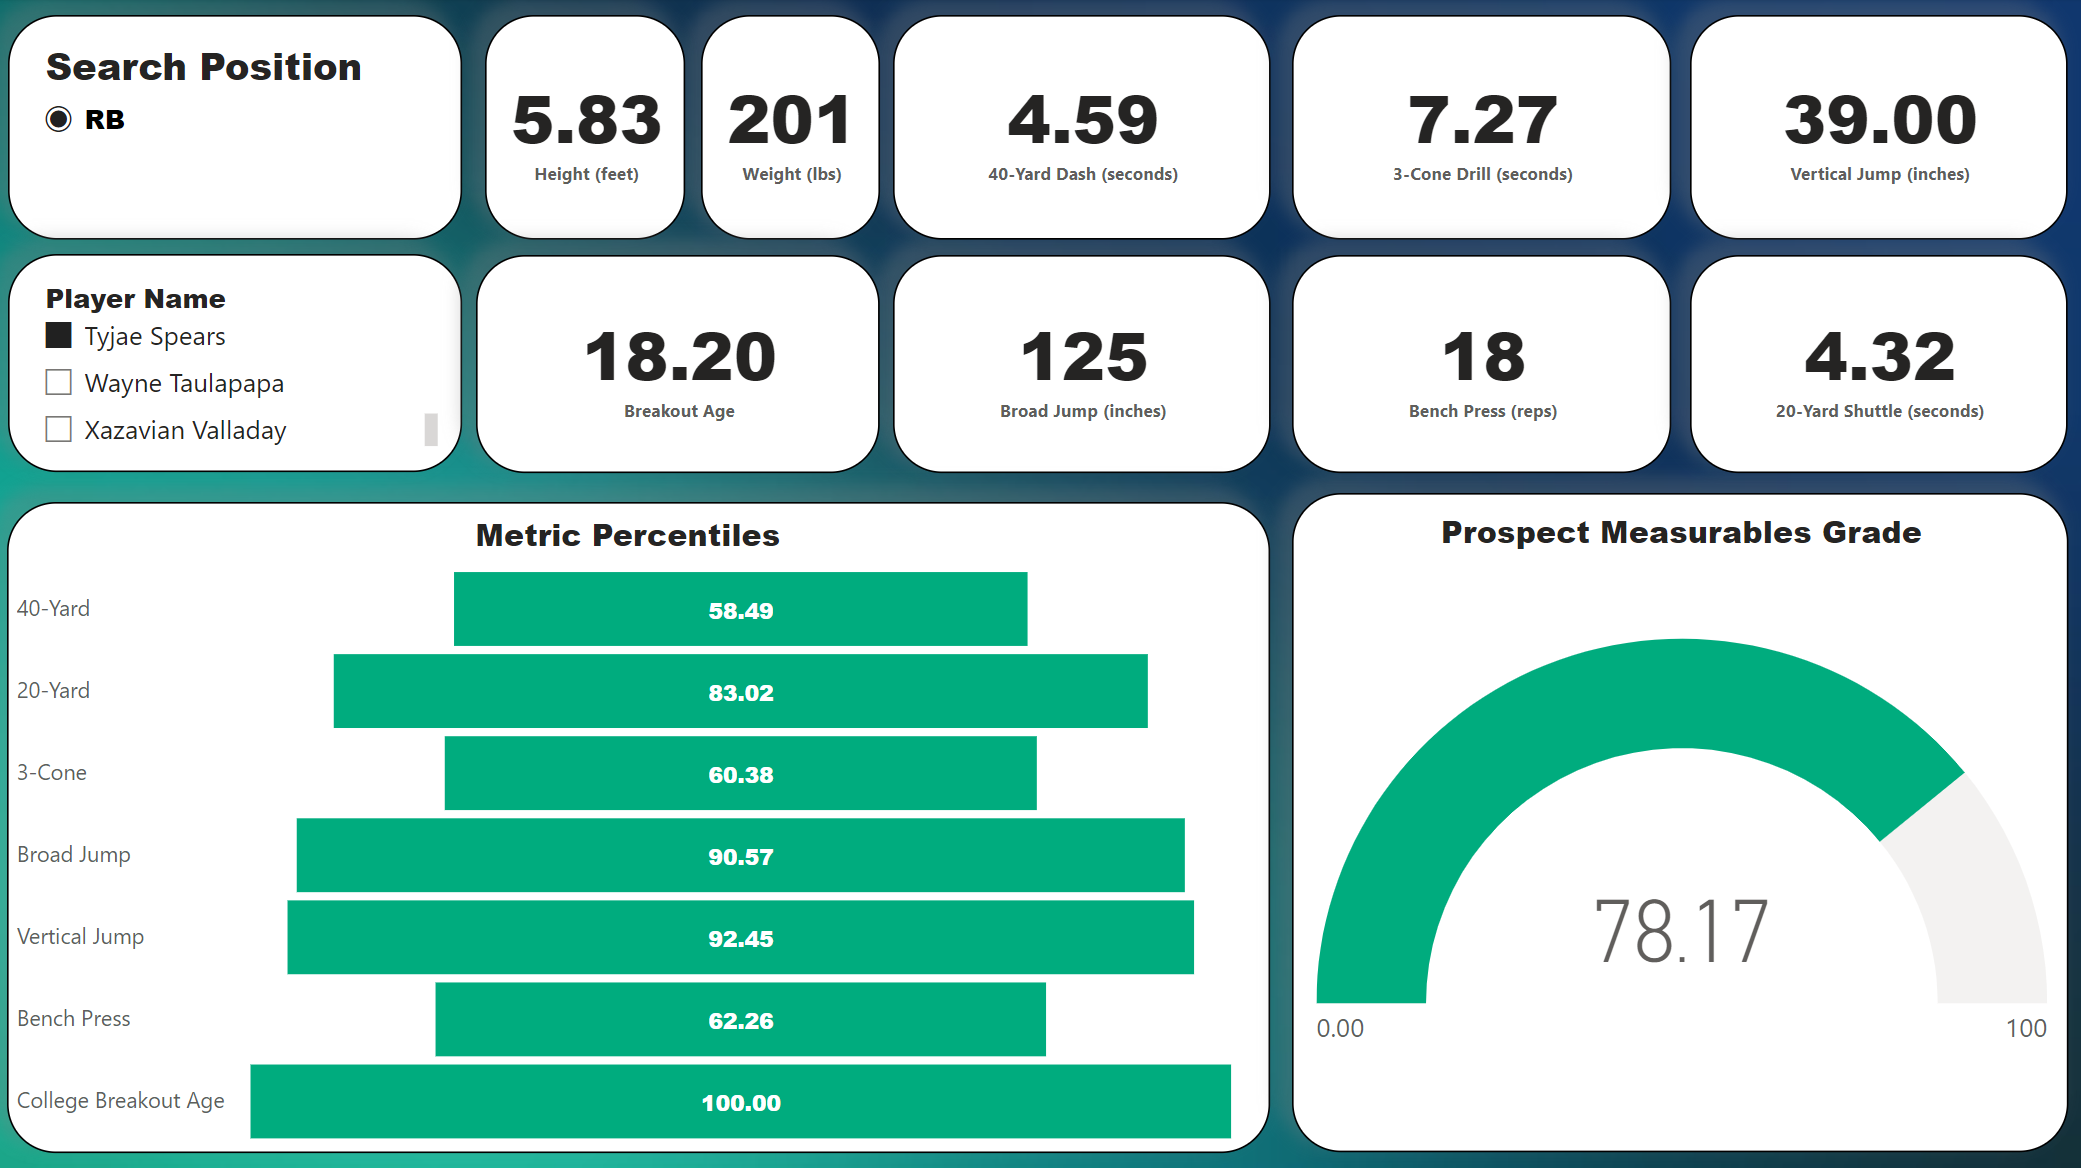 Search Position
RB
5.83
Height (feet)
201
Weight (lbs)
4.59
40-Yard Dash (seconds)
7.27
3-Cone Drill (seconds)
39.00
Vertical Jump (inches)
Player Name
Tyjae Spears
Wayne Taulapapa
Xazavian Valladay
18.20
Breakout Age
125
Broad Jump (inches)
18
Bench Press (reps)
4.32
20-Yard Shuttle (seconds)
Metric Percentiles
40-Yard 58.49
20-Yard 83.02
3-Cone 60.38
Broad Jump 90.57
Vertical Jump 92.45
Bench Press 62.26
College Breakout Age 100.00
Prospect Measurables Grade
78.17
0.00 100